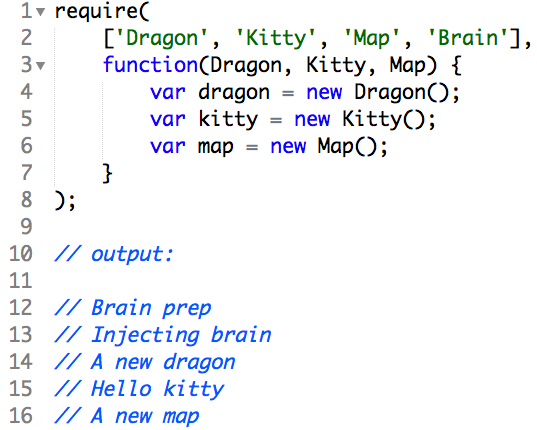 1 require(
2 ['Dragon', 'Kitty', 'Map', 'Brain'],
3 function(Dragon, Kitty, Map) {
4 var dragon = new Dragon();
5 var kitty = new Kitty();
6 var map = new Map();
7 }
8 );
9
10 // output:
11
12 // Brain prep
13 // Injecting brain
14 // A new dragon
15 // Hello kitty
16 // A new map